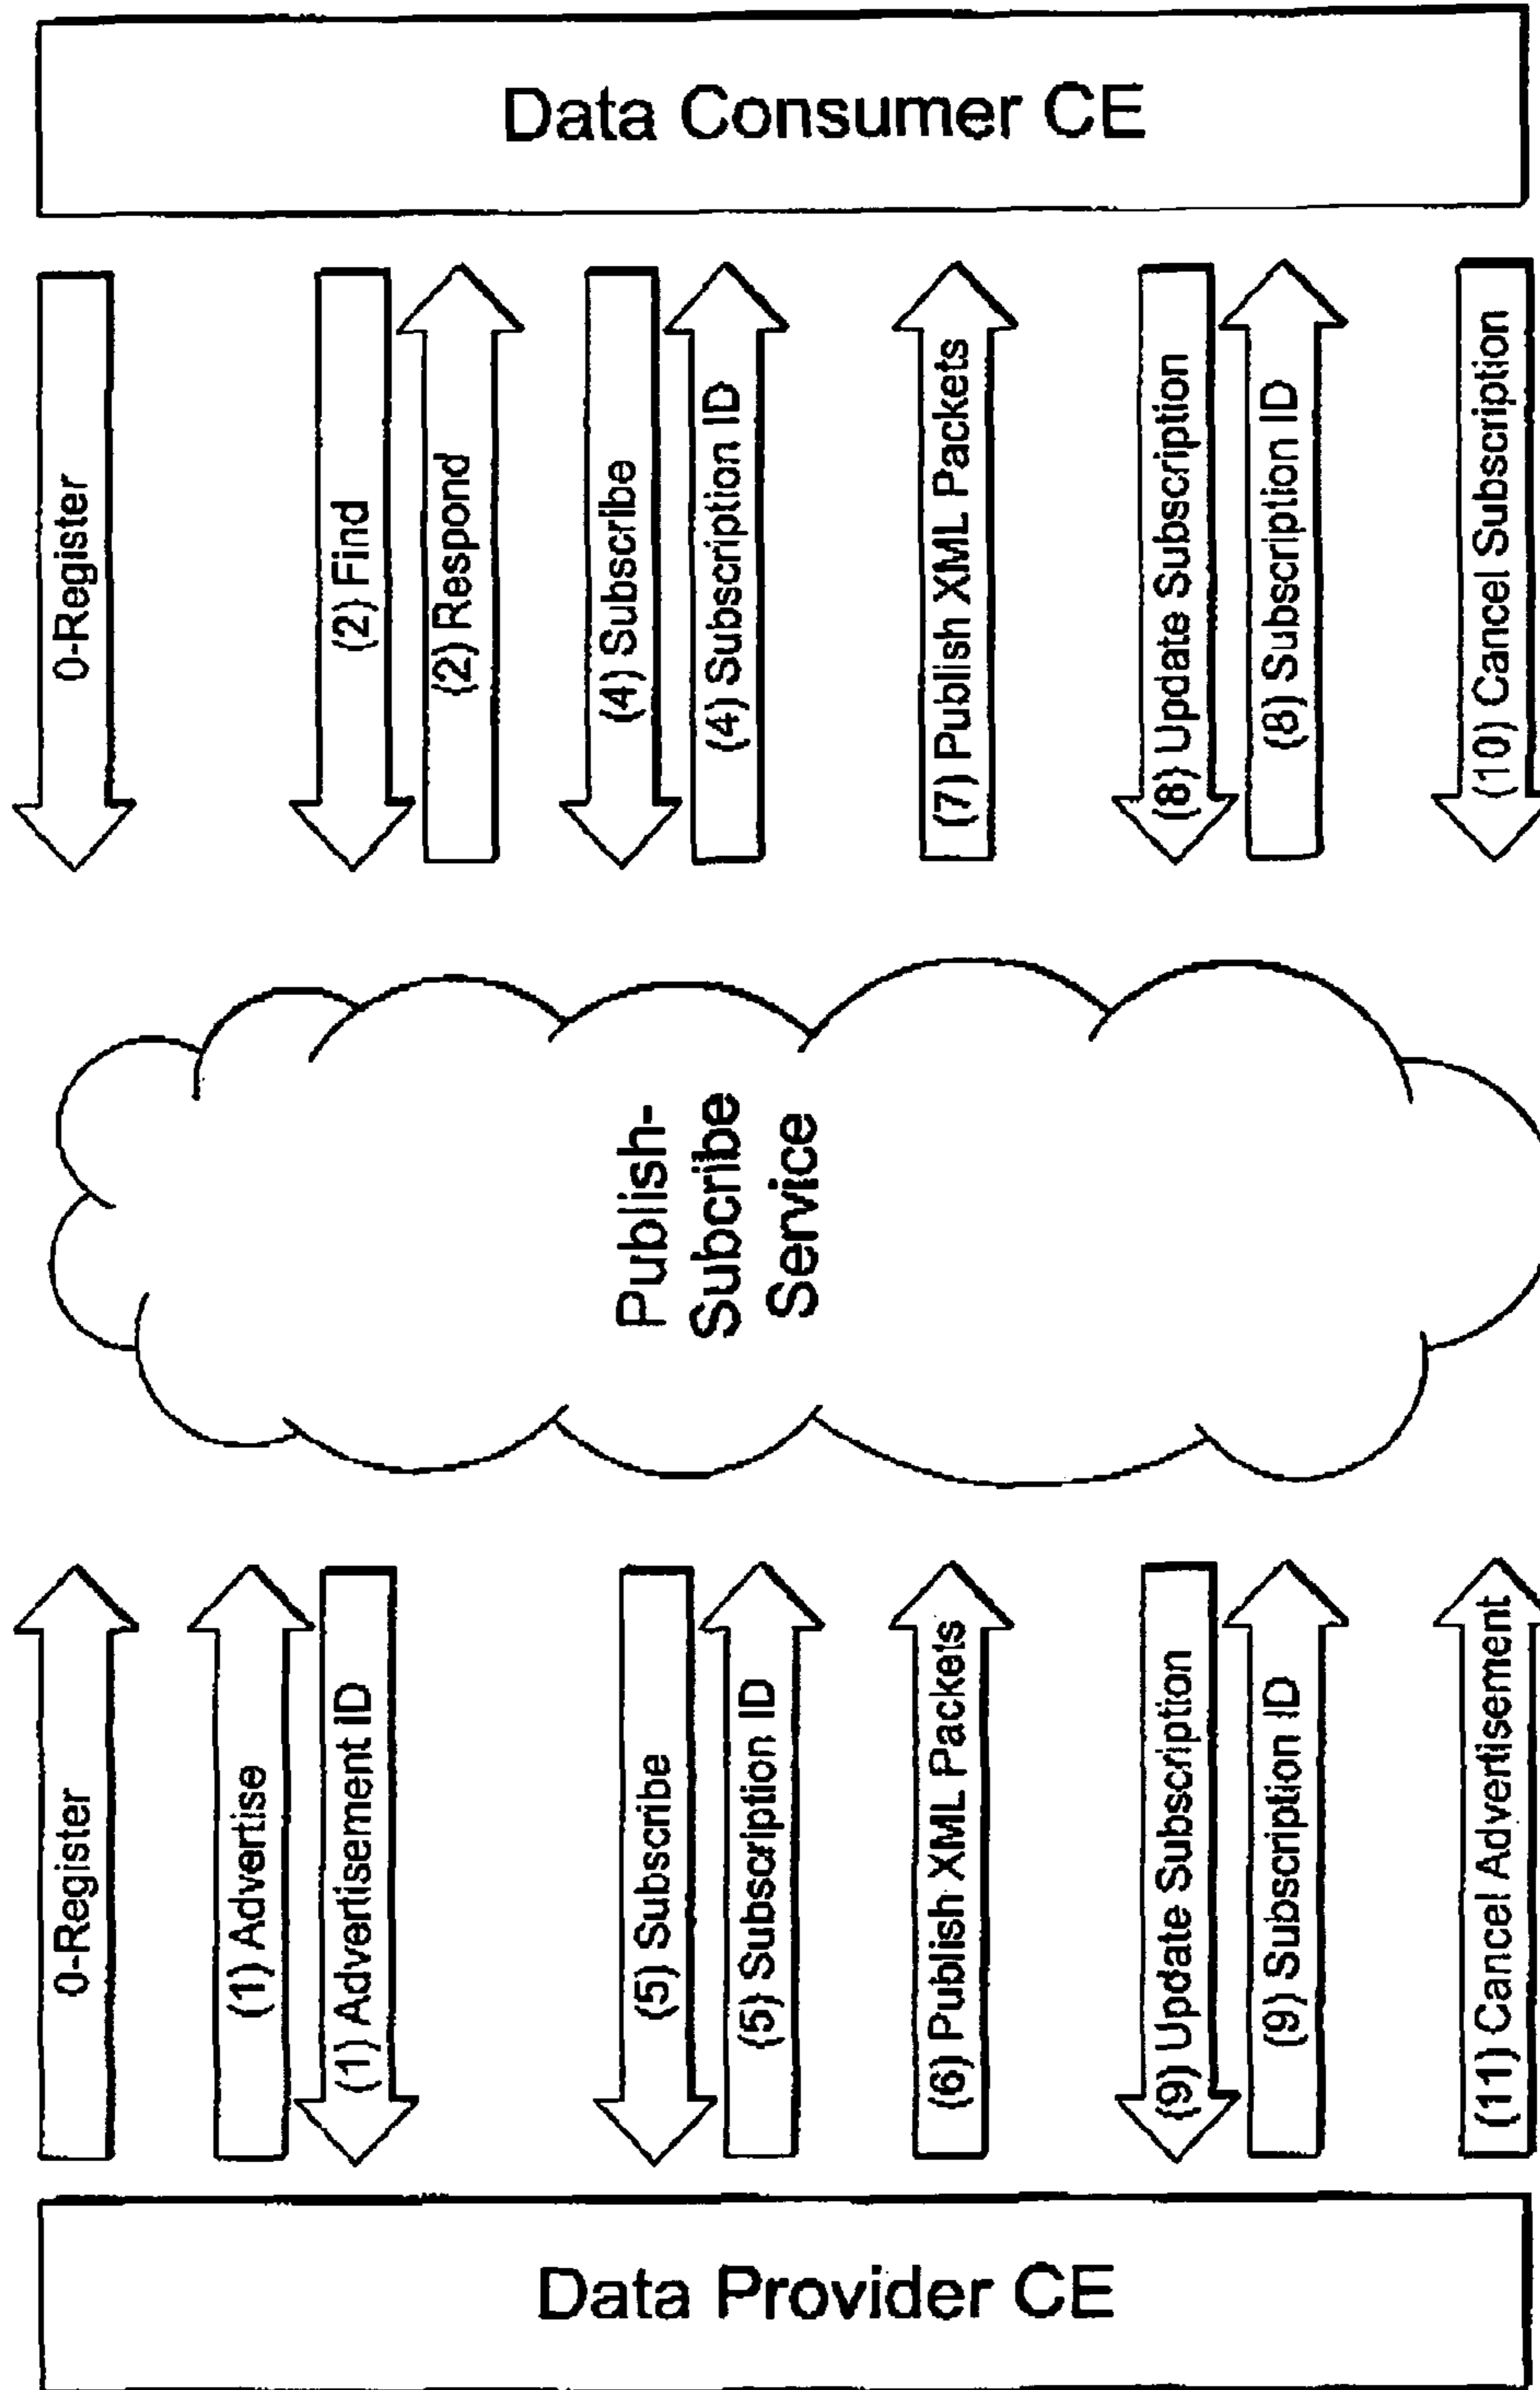 Data Consumer CE
0-Register
(2) Find
(2) Respond
(4) Subscribe
(4) Subscription ID
(7) Publish XML Packets
(8) Update Subscription
(8) Subscription ID
(10) Cancel Subscription
Publish-
Subcribe
Service
0-Register
(1) Advertise
(1) Advertisement ID
(5) Subscribe
(5) Subscription ID
(6) Publish XML Packets
(9) Update Subscription
(9) Subscription ID
(11) Cancel Advertisement
Data Provider CE